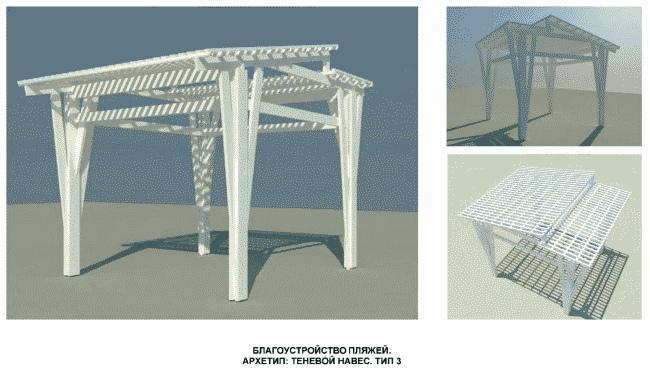 БЛАГОУСТРОЙСТВО ПЛЯЖЕЙ.
АРХЕТИП: ТЕНЕВОЙ НАВЕС. ТИП 3